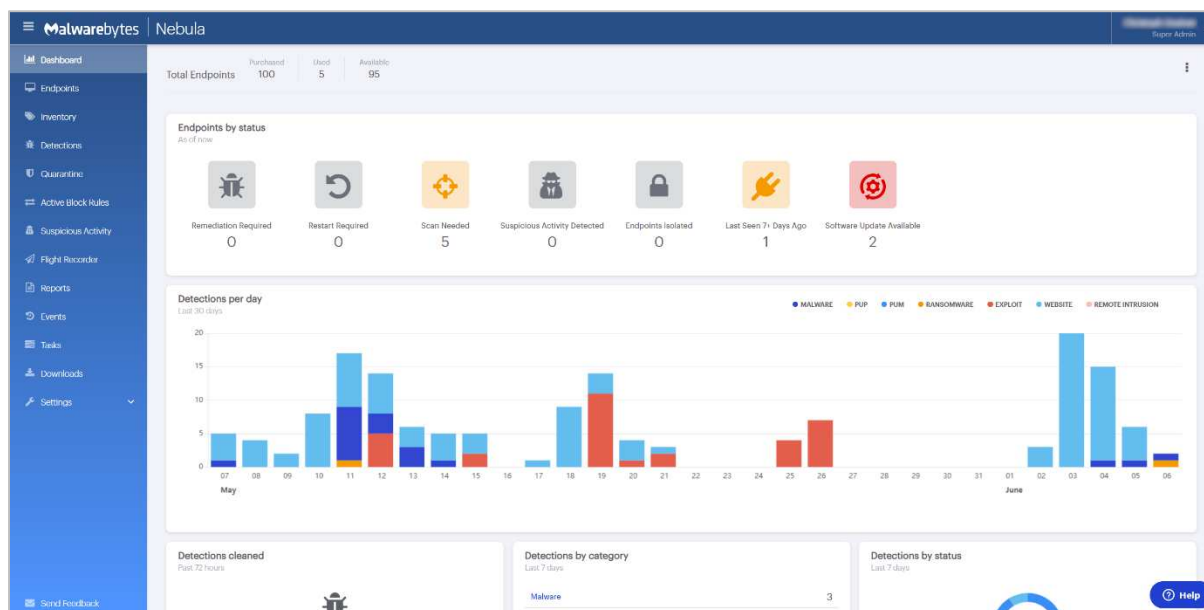 Malwarebytes | Nebula
Super Admin
Dashboard
Endpoints
Inventory
Detections
Quarantine
Active Block Rules
Suspicious Activity
Flight Recorder
Reports
Events
Tasks
Downloads
Settings
Send Feedback
Total Endpoints
Purchased Used Available
100 5 95
Endpoints by status
As of now
Remediation Required Restart Required Scan Needed Suspicious Activity Detected Endpoints Isolated Last Seen 7+ Days Ago Software Update Available
0 0 5 0 0 1 2
Detections per day
Last 30 days
MALWARE PUP PUM RANSOMWARE EXPLOIT WEBSITE REMOTE INTRUSION
20
15
10
5
0
07 08 09 10 11 12 13 14 15 16 17 18 19 20 21 22 23 24 25 26 27 28 29 30 31 01 02 03 04 05 06
May June
Detections cleaned
Past 72 hours
Detections by category
Last 7 days
Malware 3
Detections by status
Last 7 days
Help